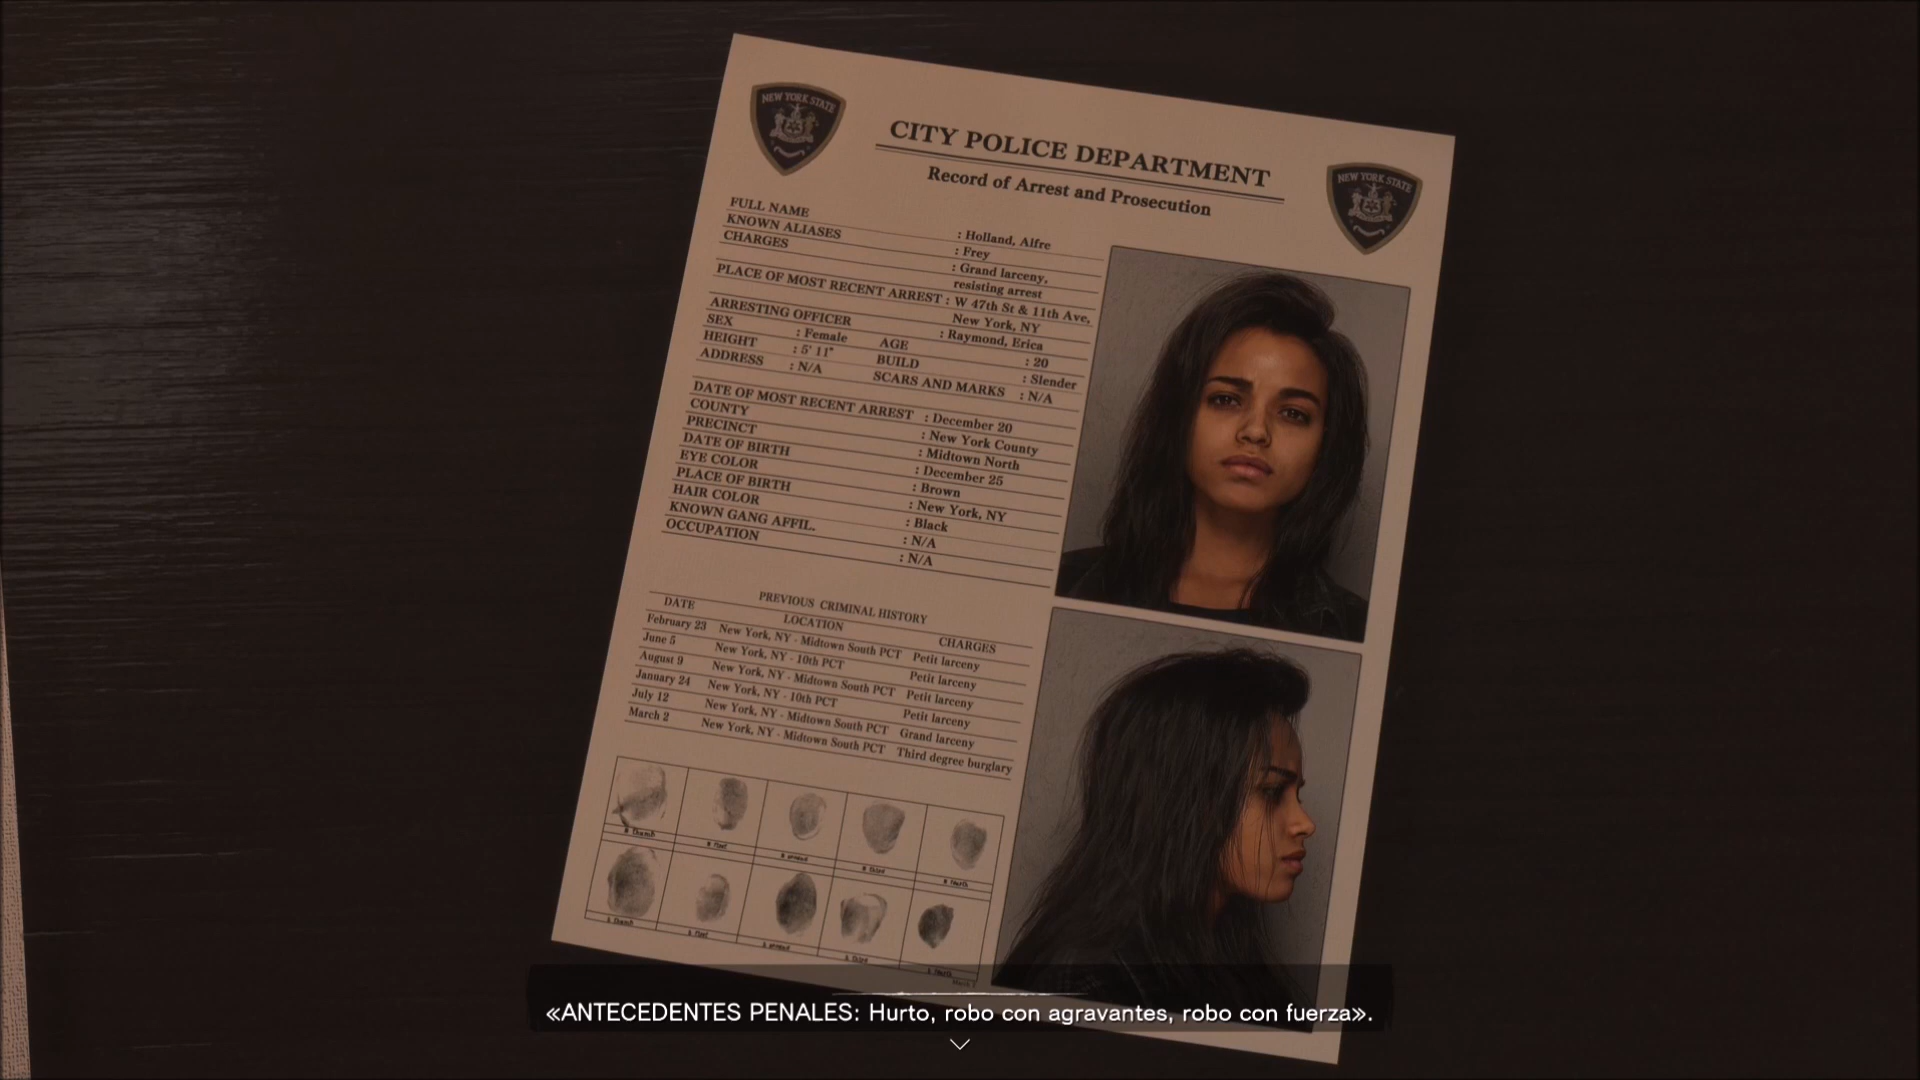 NEW YORK STATE
CITY POLICE DEPARTMENT
NEW YORK STATE
Record of Arrest and Prosecution
FULL NAME : Holland, Alfre
KNOWN ALIASES : Frey
CHARGES : Grand larceny,
resisting arrest
PLACE OF MOST RECENT ARREST : W 47th St & 11th Ave,
New York, NY
ARRESTING OFFICER : Raymond, Erica
SEX : Female AGE : 20
HEIGHT : 5' 11" BUILD : Slender
ADDRESS : N/A SCARS AND MARKS : N/A
DATE OF MOST RECENT ARREST : December 20
COUNTY : New York County
PRECINCT : Midtown North
DATE OF BIRTH : December 25
EYE COLOR : Brown
PLACE OF BIRTH : New York, NY
HAIR COLOR : Black
KNOWN GANG AFFIL. : N/A
OCCUPATION : N/A
PREVIOUS CRIMINAL HISTORY
DATE LOCATION CHARGES
February 23 New York, NY - Midtown South PCT Petit larceny
June 5 New York, NY - 10th PCT Petit larceny
August 9 New York, NY - Midtown South PCT Petit larceny
January 24 New York, NY - 10th PCT Petit larceny
July 12 New York, NY - Midtown South PCT Grand larceny
March 2 New York, NY - Midtown South PCT Third degree burglary
R Thumb
«ANTECEDENTES PENALES: Hurto, robo con agravantes, robo con fuerza».